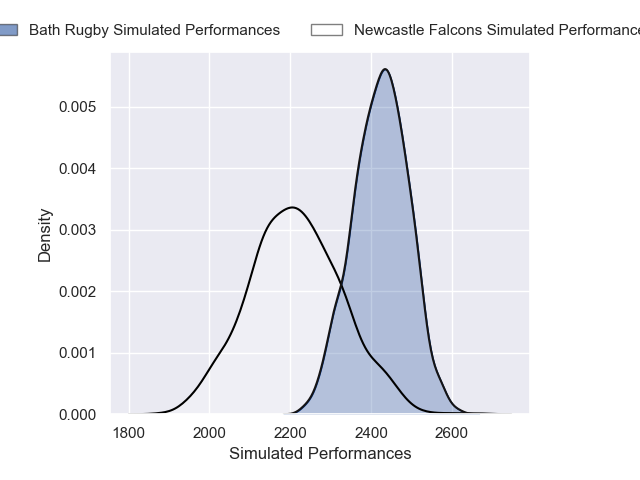 Bath Rugby Simulated Performances
Newcastle Falcons Simulated Performance
Density
0.005
0.004
0.003
0.002
0.001
0.000
1800 2000 2200 2400 2600
Simulated Performances